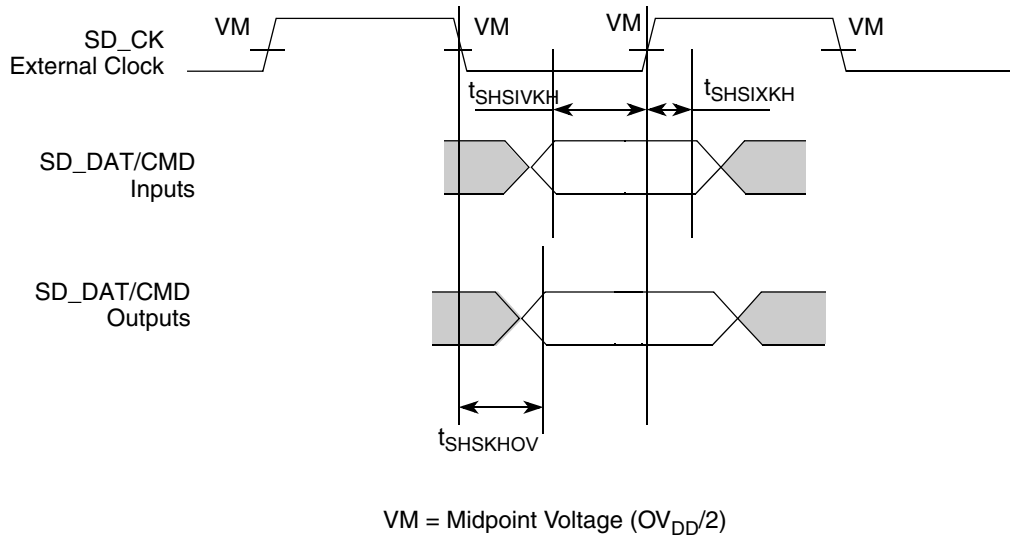 VM VM VM VM
SD_CK
External Clock
tSHSIVKH tSHSIXKH
SD_DAT/CMD
Inputs
SD_DAT/CMD
Outputs
tSHSKHOV
VM = Midpoint Voltage (OVDD/2)